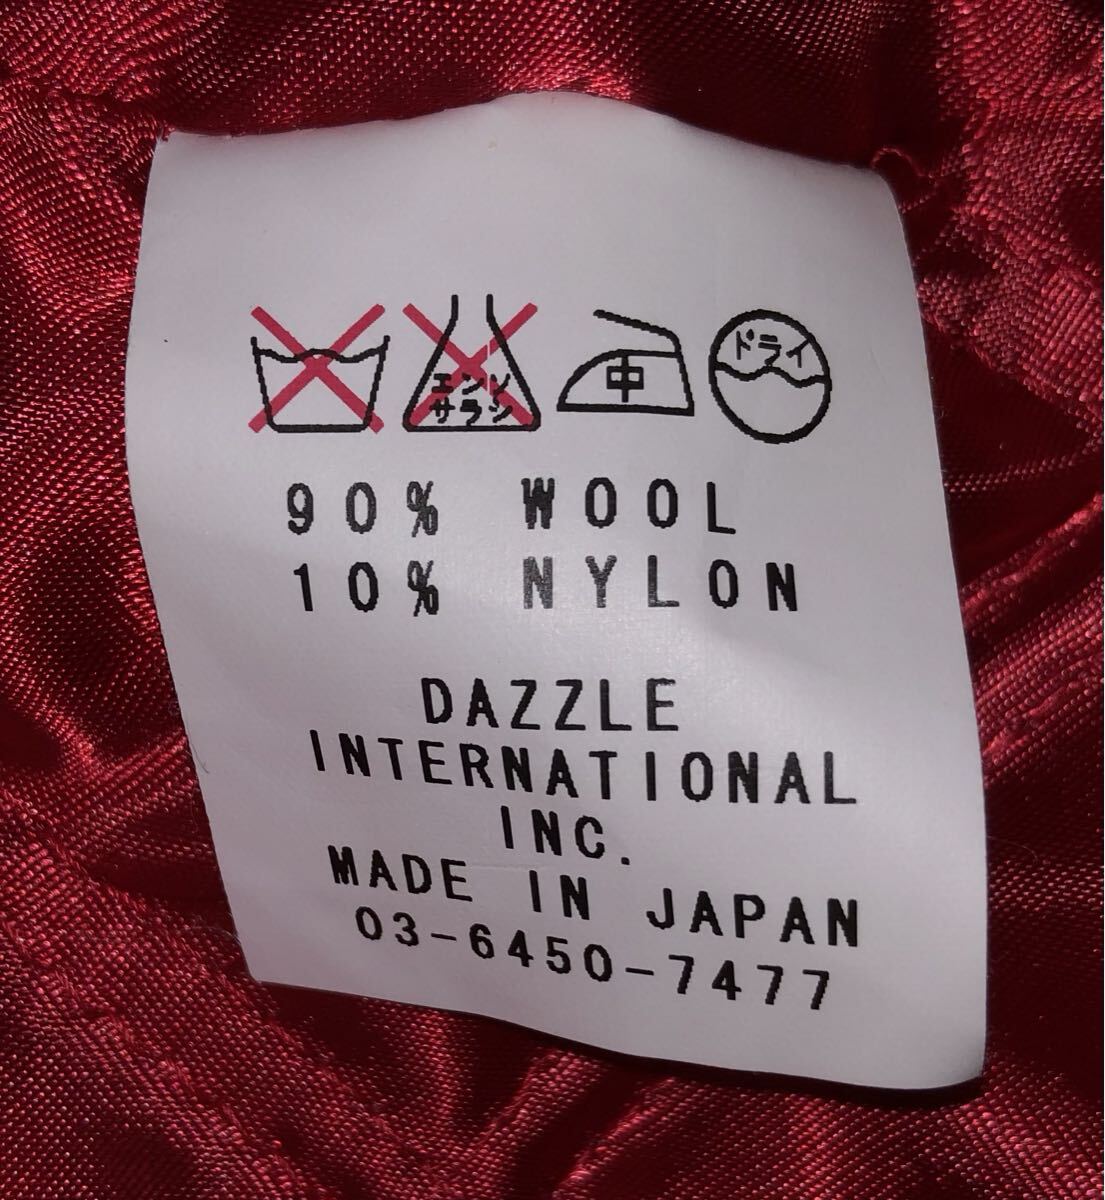 エンソ
サラシ
中
ドライ
90% WOOL
10% NYLON
DAZZLE
INTERNATIONAL
INC.
MADE IN JAPAN
03-6450-7477